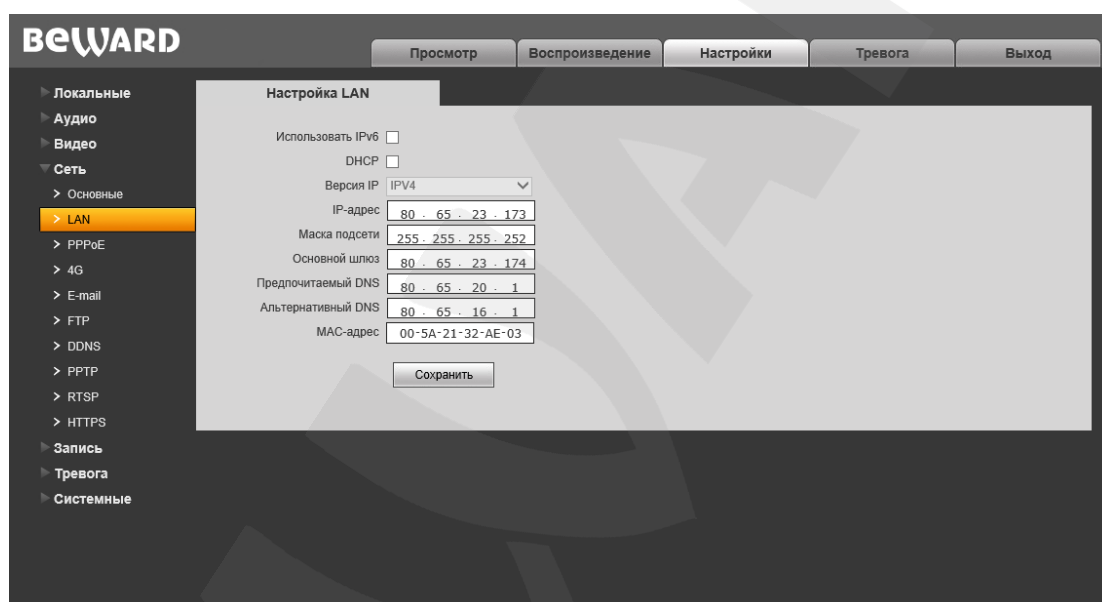 BEWARD
Просмотр
Воспроизведение
Настройки
Тревога
Выход
Локальные
Аудио
Видео
Сеть
Основные
LAN
PPPoE
4G
E-mail
FTP
DDNS
PPTP
RTSP
HTTPS
Запись
Тревога
Системные
Настройка LAN
Использовать IPv6
DHCP
Версия IP IPV4
IP-адрес 80 . 65 . 23 . 173
Маска подсети 255 . 255 . 255 . 252
Основной шлюз 80 . 65 . 23 . 174
Предпочитаемый DNS 80 . 65 . 20 . 1
Альтернативный DNS 80 . 65 . 16 . 1
MAC-адрес 00-5A-21-32-AE-03
Сохранить